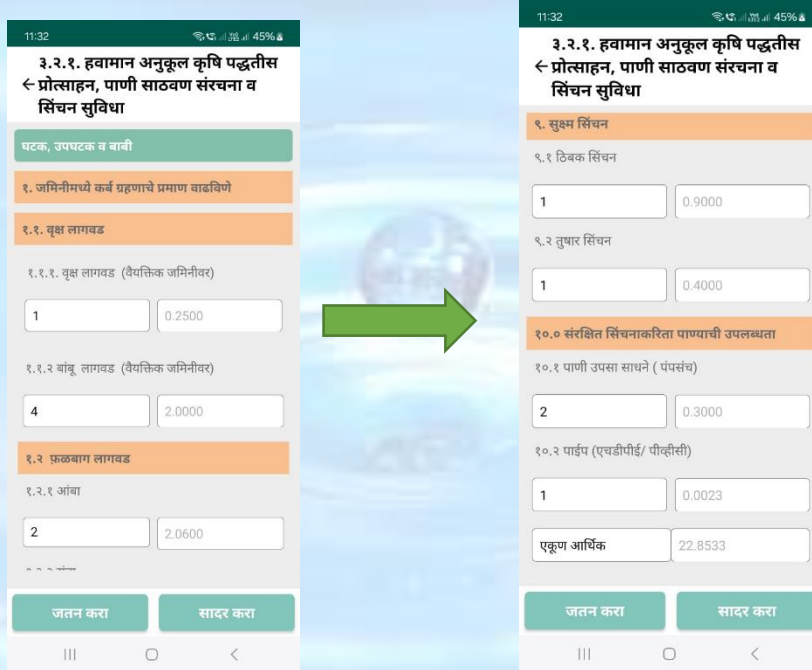 11:32
45%
३.२.१. हवामान अनुकूल कृषि पद्धतीस
प्रोत्साहन, पाणी साठवण संरचना व
सिंचन सुविधा
घटक, उपघटक व बाबी
१. जमिनीमध्ये कर्ब ग्रहणाचे प्रमाण वाढविणे
१.१. वृक्ष लागवड
१.१.१. वृक्ष लागवड (वैयक्तिक जमिनीवर)
1 0.2500
१.१.२ बांबू लागवड (वैयक्तिक जमिनीवर)
4 2.0000
१.२ फ़ळबाग लागवड
१.२.१ आंबा
2 2.0600
जतन करा सादर करा
11:32
45%
३.२.१. हवामान अनुकूल कृषि पद्धतीस
प्रोत्साहन, पाणी साठवण संरचना व
सिंचन सुविधा
९. सुक्ष्म सिंचन
९.१ ठिबक सिंचन
1 0.9000
९.२ तुषार सिंचन
1 0.4000
१०.० संरक्षित सिंचनाकरिता पाण्याची उपलब्धता
१०.१ पाणी उपसा साधने ( पंपसंच)
2 0.3000
१०.२ पाईप (एचडीपीई/ पीव्हीसी)
1 0.0023
एकूण आर्थिक 22.8533
जतन करा सादर करा